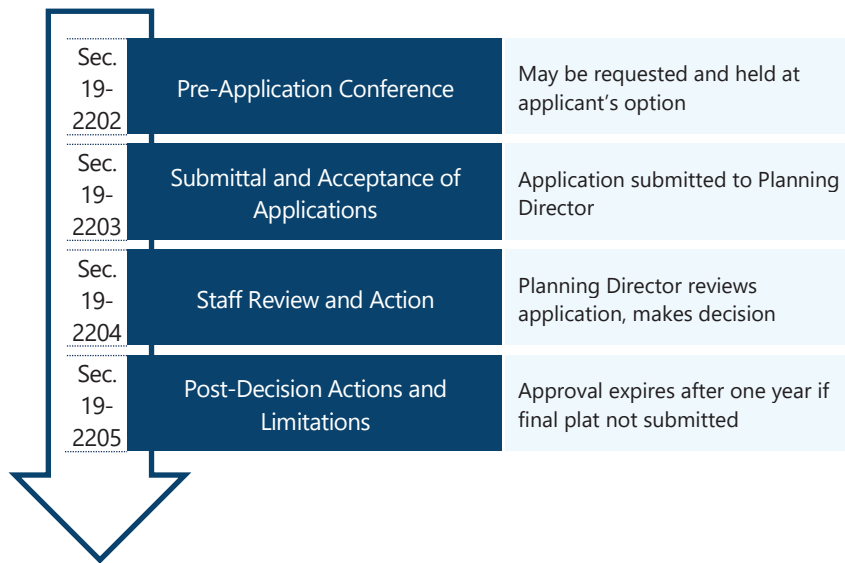 Sec.
19-
2202
Pre-Application Conference
May be requested and held at
applicant’s option
Sec.
19-
2203
Submittal and Acceptance of
Applications
Application submitted to Planning
Director
Sec.
19-
2204
Staff Review and Action
Planning Director reviews
application, makes decision
Sec.
19-
2205
Post-Decision Actions and
Limitations
Approval expires after one year if
final plat not submitted